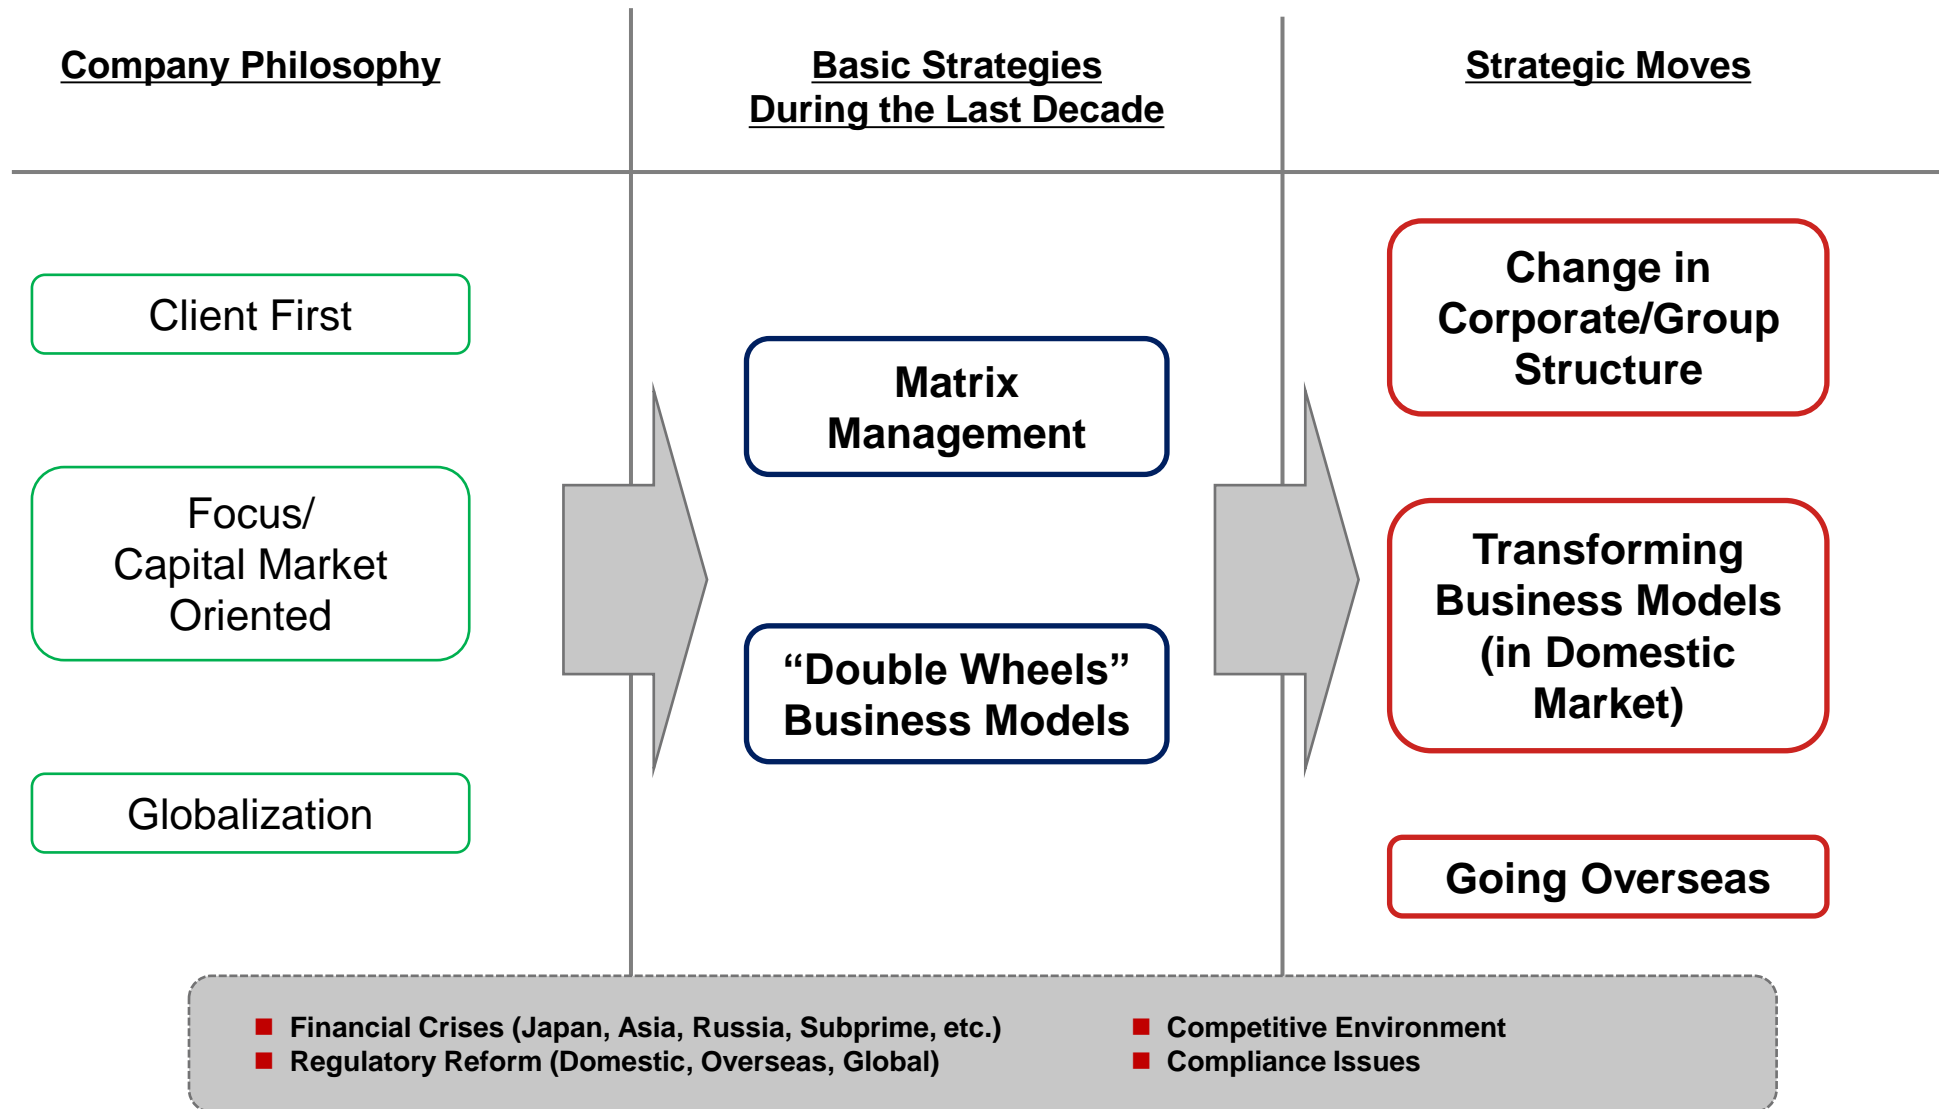 Company Philosophy
Basic Strategies
During the Last Decade
Strategic Moves
Client First
Focus/
Capital Market
Oriented
Globalization
Matrix
Management
“Double Wheels”
Business Models
Change in
Corporate/Group
Structure
Transforming
Business Models
(in Domestic
Market)
Going Overseas
Financial Crises (Japan, Asia, Russia, Subprime, etc.)
Regulatory Reform (Domestic, Overseas, Global)
Competitive Environment
Compliance Issues